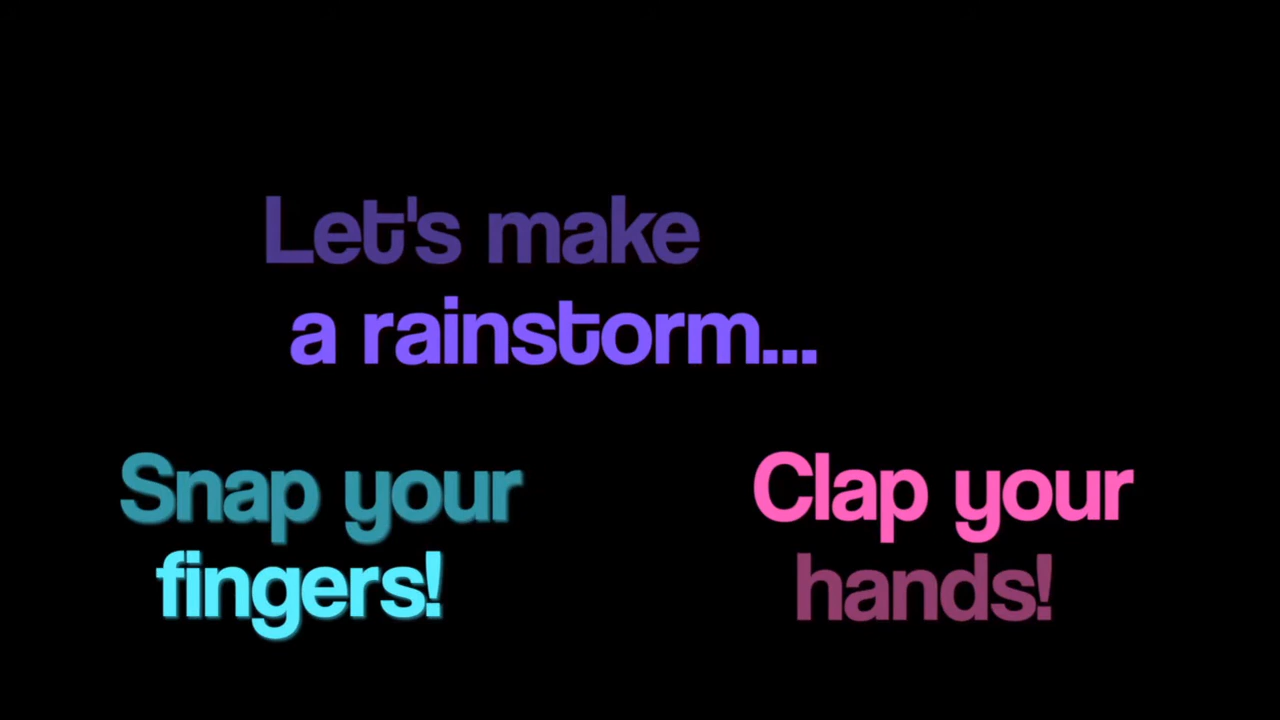 Let's make
a rainstorm...
Snap your
fingers!
Clap your
hands!